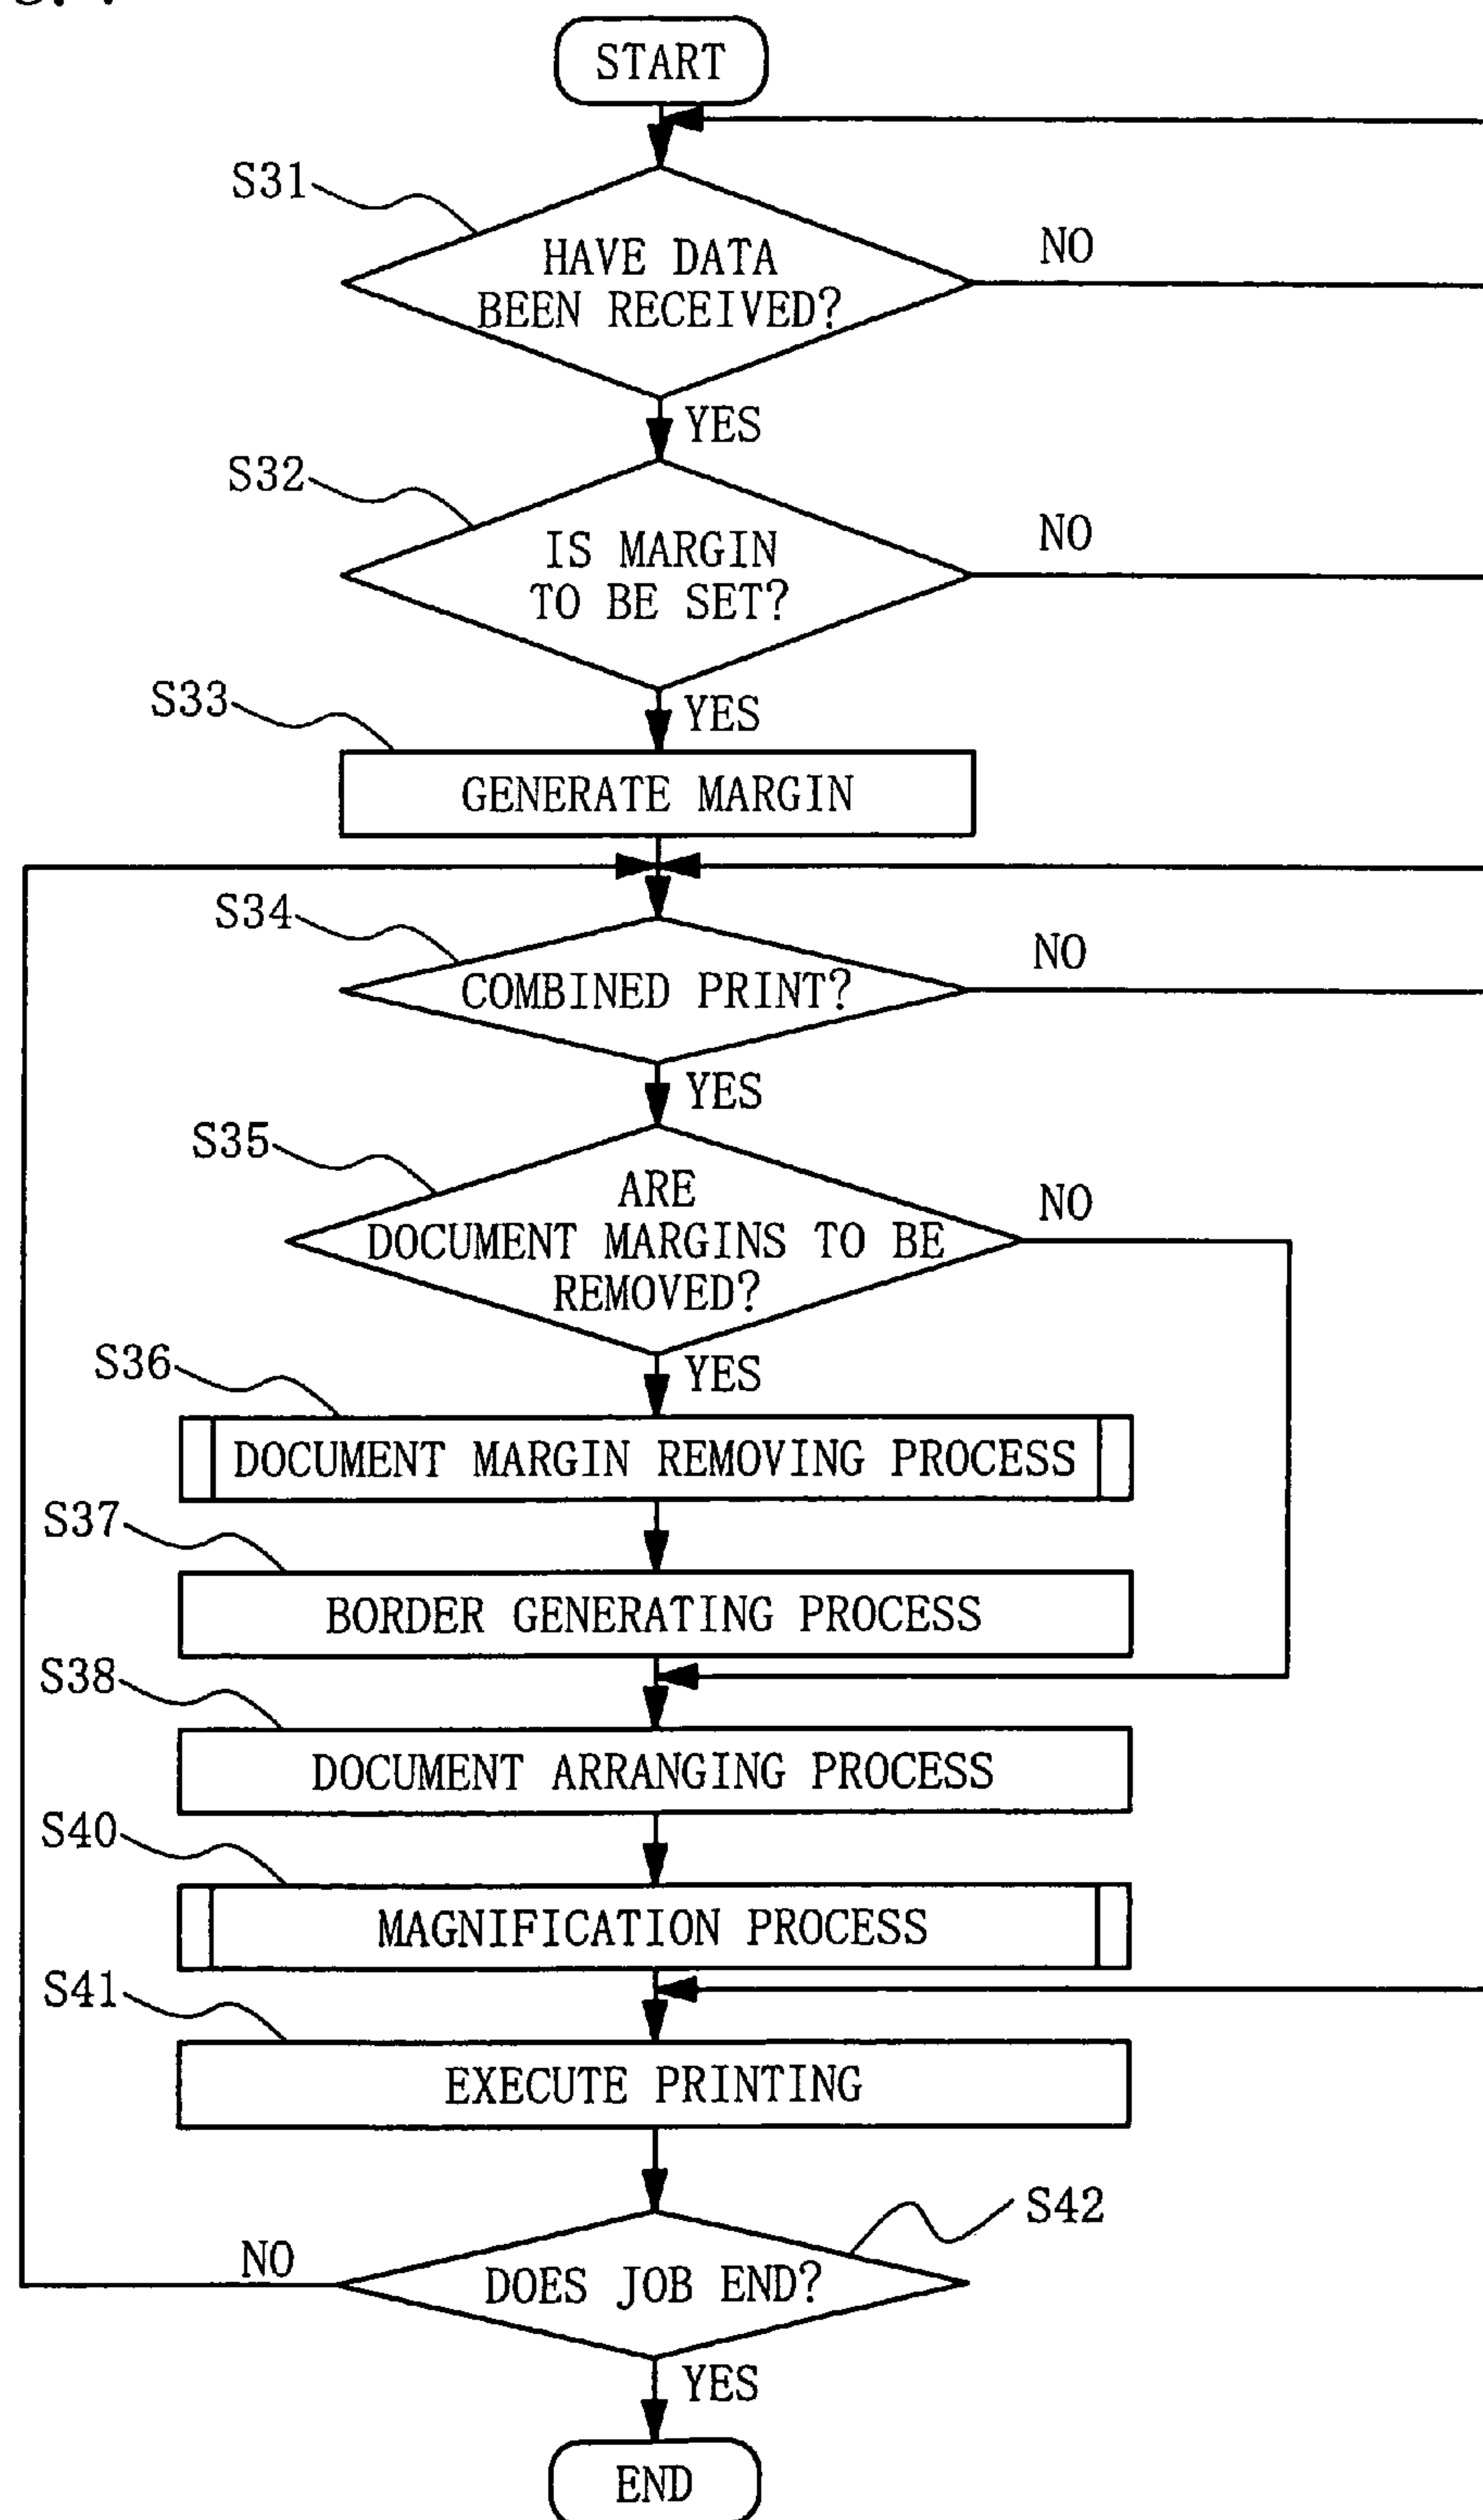 START
S31
HAVE DATA
BEEN RECEIVED?
NO
YES
S32
IS MARGIN
TO BE SET?
NO
YES
S33
GENERATE MARGIN
S34
COMBINED PRINT?
NO
YES
S35
ARE
DOCUMENT MARGINS TO BE
REMOVED?
NO
YES
S36
DOCUMENT MARGIN REMOVING PROCESS
S37
BORDER GENERATING PROCESS
S38
DOCUMENT ARRANGING PROCESS
S40
MAGNIFICATION PROCESS
S41
EXECUTE PRINTING
S42
DOES JOB END?
NO
YES
END